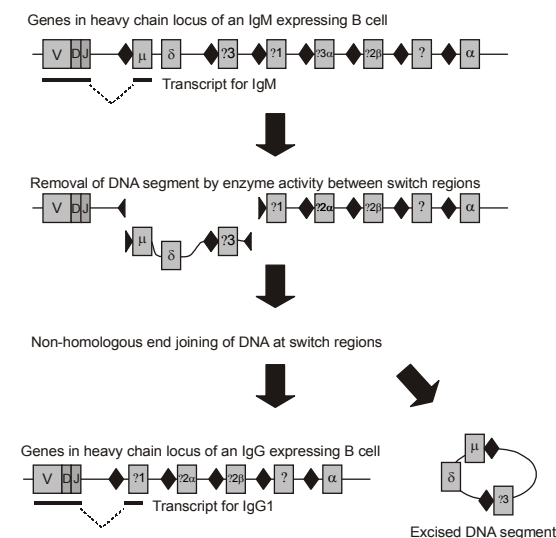 Genes in heavy chain locus of an IgM expressing B cell
V D J μ δ ?3 ?1 ?3α ?2β ? α
Transcript for IgM
Removal of DNA segment by enzyme activity between switch regions
V D J ?1 ?2α ?2β ? α
μ δ ?3
Non-homologous end joining of DNA at switch regions
Genes in heavy chain locus of an IgG expressing B cell
V D J ?1 ?2α ?2β ? α
Transcript for IgG1
μ
δ
?3
Excised DNA segment